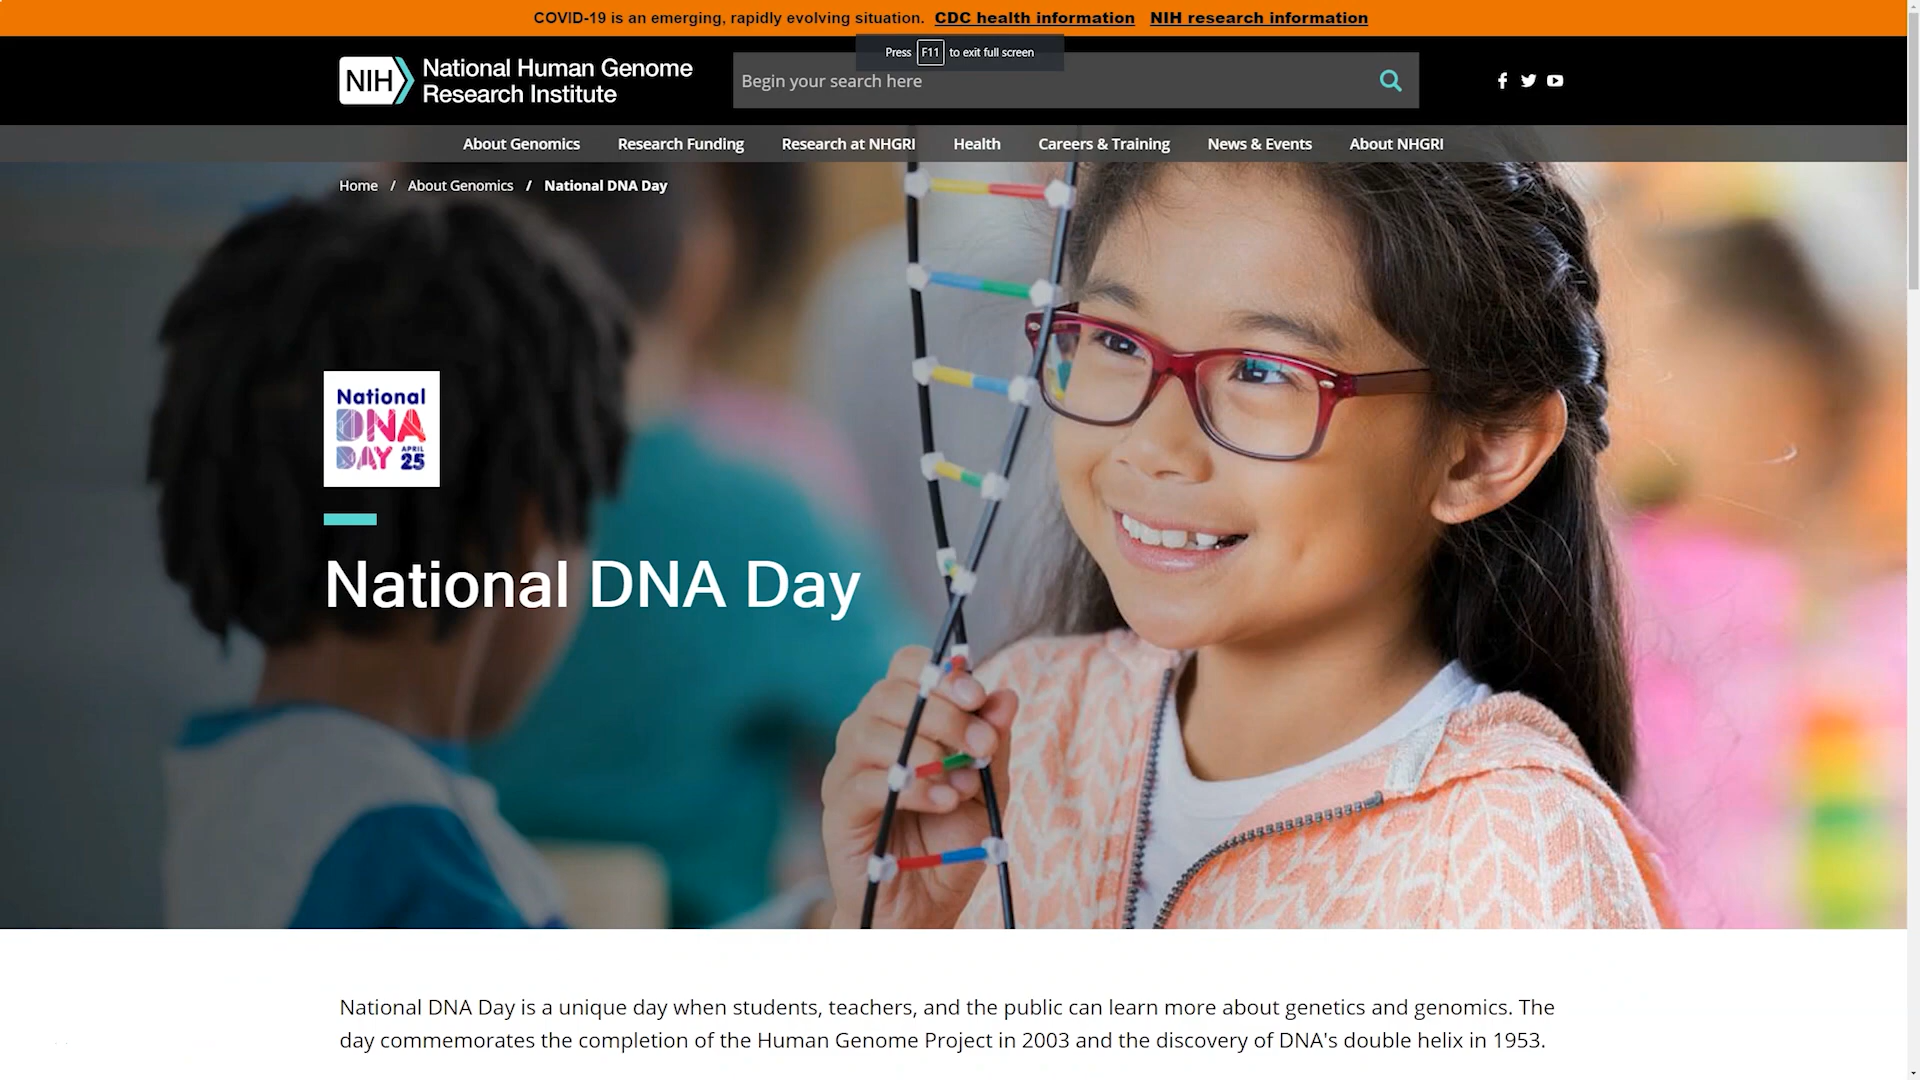 COVID-19 is an emerging, rapidly evolving situation. CDC health information NIH research information
Press F11 to exit full screen
NIH National Human Genome
Research Institute
Begin your search here
About Genomics Research Funding Research at NHGRI Health Careers & Training News & Events About NHGRI
Home / About Genomics / National DNA Day
National
DNA
DAY APRIL
25
National DNA Day
National DNA Day is a unique day when students, teachers, and the public can learn more about genetics and genomics. The
day commemorates the completion of the Human Genome Project in 2003 and the discovery of DNA's double helix in 1953.